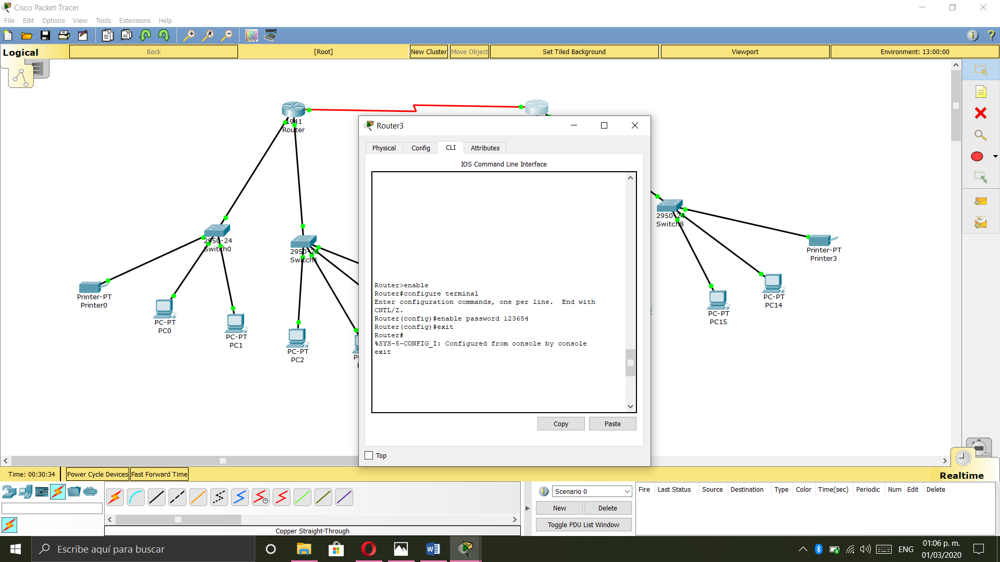 Cisco Packet Tracer
File Edit Options View Tools Extensions Help
Logical
Back
[Root]
New Cluster
Move Object
Set Tiled Background
Viewport
Environment: 13:00:00
1941
Router
2950-24
Switch0
2950-24
Switch1
Printer-PT
Printer0
PC-PT
PC0
PC-PT
PC1
PC-PT
PC2
2950-24
Switch8
Printer-PT
Printer3
PC-PT
PC14
PC-PT
PC15
Router3
Physical Config CLI Attributes
IOS Command Line Interface
Router>enable
Router#configure terminal
Enter configuration commands, one per line.  End with
CNTL/Z.
Router(config)#enable password 123654
Router(config)#exit
Router#
%SYS-5-CONFIG_I: Configured from console by console
exit
Copy Paste
Top
Time: 00:30:34
Power Cycle Devices
Fast Forward Time
Realtime
Scenario 0
New Delete
Toggle PDU List Window
Fire Last Status Source Destination Type Color Time(sec) Periodic Num Edit Delete
Copper Straight-Through
Escribe aquí para buscar
ENG
01:06 p. m.
01/03/2020